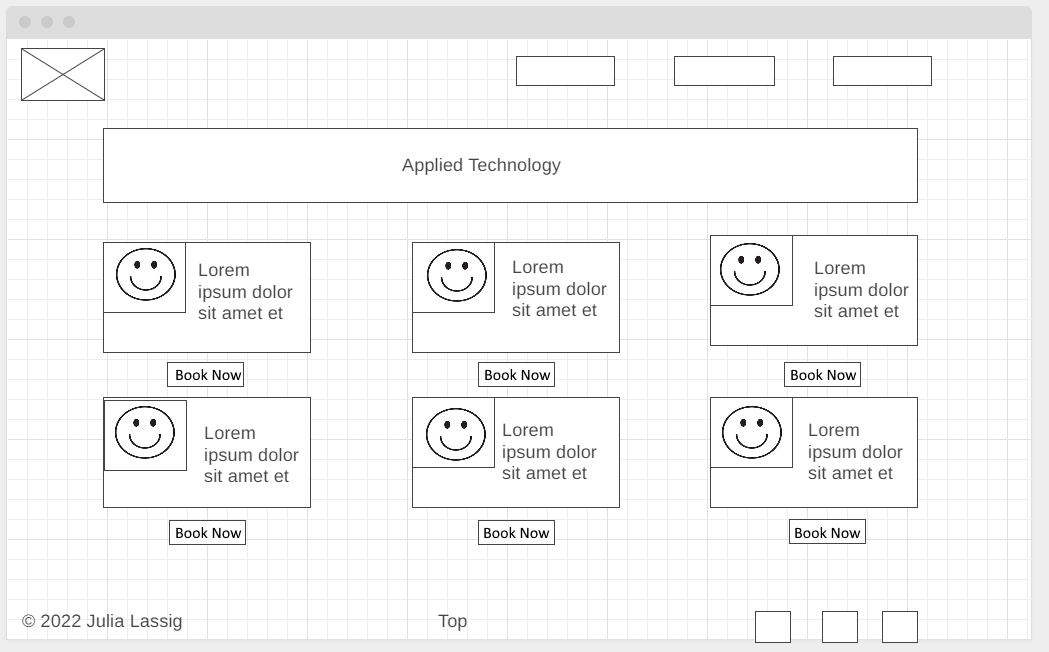 Applied Technology
Lorem
ipsum dolor
sit amet et
Lorem
ipsum dolor
sit amet et
Lorem
ipsum dolor
sit amet et
Book Now
Book Now
Book Now
Lorem
ipsum dolor
sit amet et
Lorem
ipsum dolor
sit amet et
Lorem
ipsum dolor
sit amet et
Book Now
Book Now
Book Now
© 2022 Julia Lassig
Top